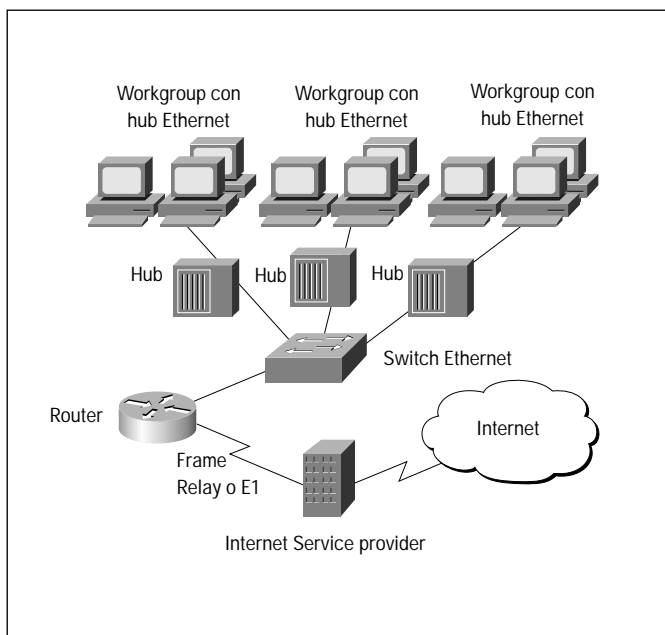 Workgroup con
hub Ethernet
Workgroup con
hub Ethernet
Workgroup con
hub Ethernet
Hub
Hub
Hub
Switch Ethernet
Router
Internet
Frame
Relay o E1
Internet Service provider